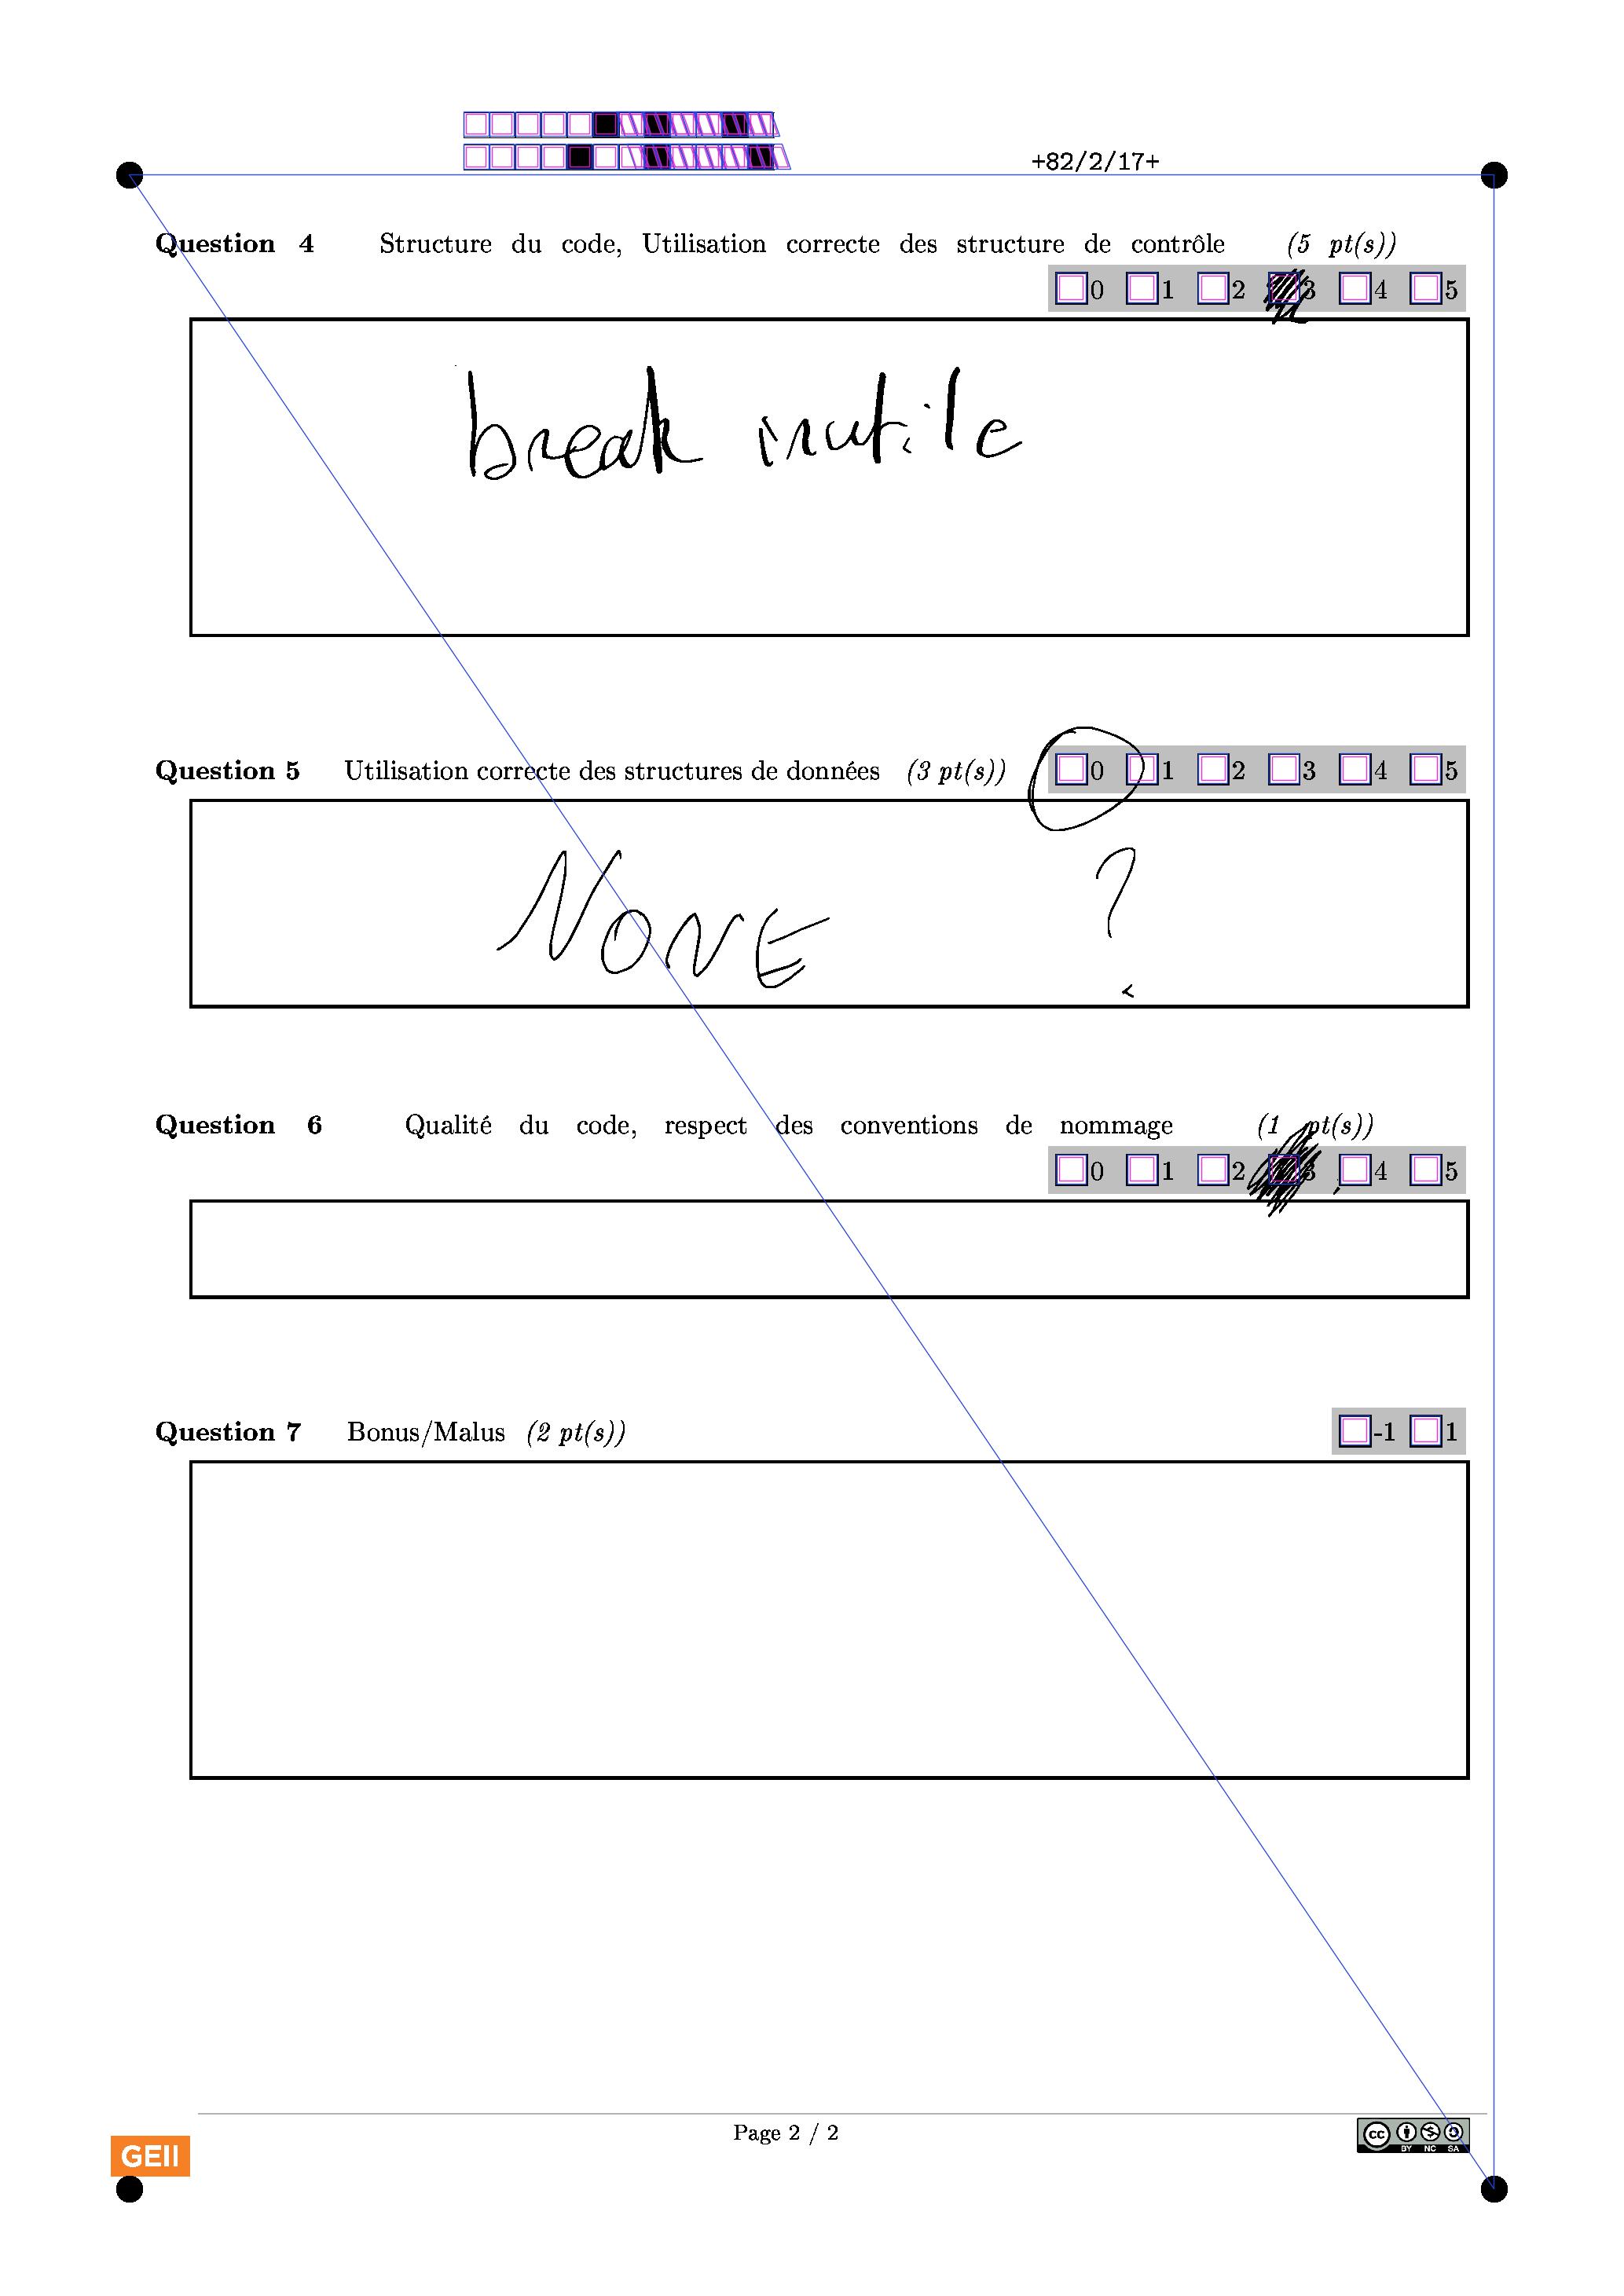 +82/2/17+
Question 4 Structure du code, Utilisation correcte des structure de contrôle (5 pt(s))
0 1 2 3 4 5
break inutile
Question 5 Utilisation correcte des structures de données (3 pt(s)) 0 1 2 3 4 5
NONE ?
Question 6 Qualité du code, respect des conventions de nommage (1 pt(s))
0 1 2 3 4 5
Question 7 Bonus/Malus (2 pt(s)) -1 1
Page 2 / 2
GEII
cc BY NC SA